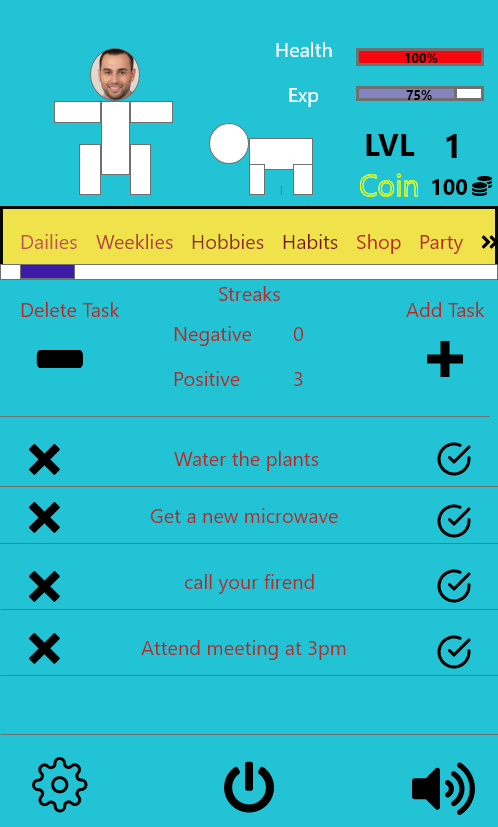 Health 100%
Exp 75%
LVL 1
Coin 100
Dailies Weeklies Hobbies Habits Shop Party
Streaks
Delete Task Add Task
Negative 0
Positive 3
Water the plants
Get a new microwave
call your firend
Attend meeting at 3pm